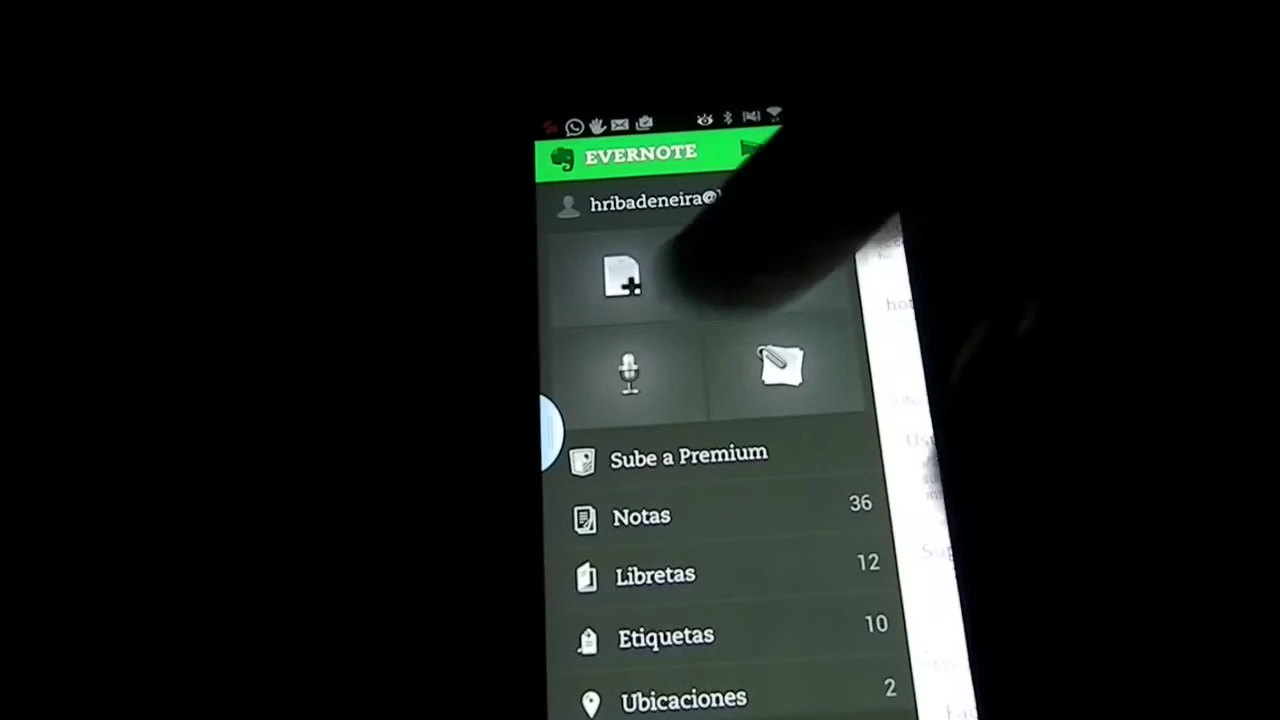 EVERNOTE
hribadeneira@
Sube a Premium
Notas 36
Libretas 12
Etiquetas 10
Ubicaciones 2